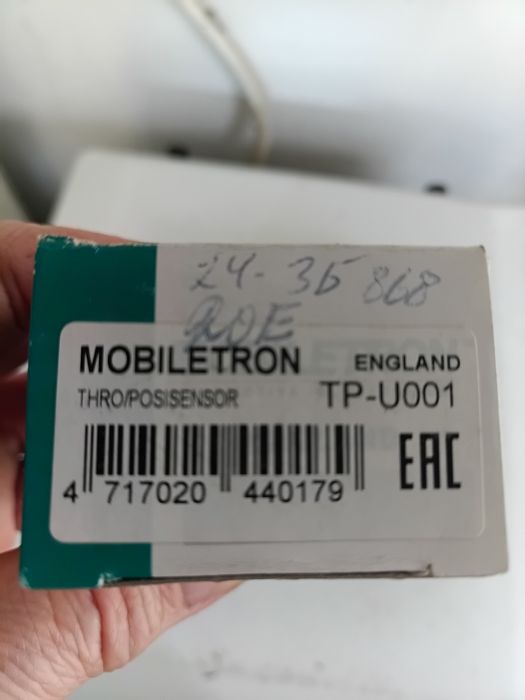 24-35 868
MOBILETRON ENGLAND
THRO/POSISENSOR TP-U001
EAC
4 717020 440179